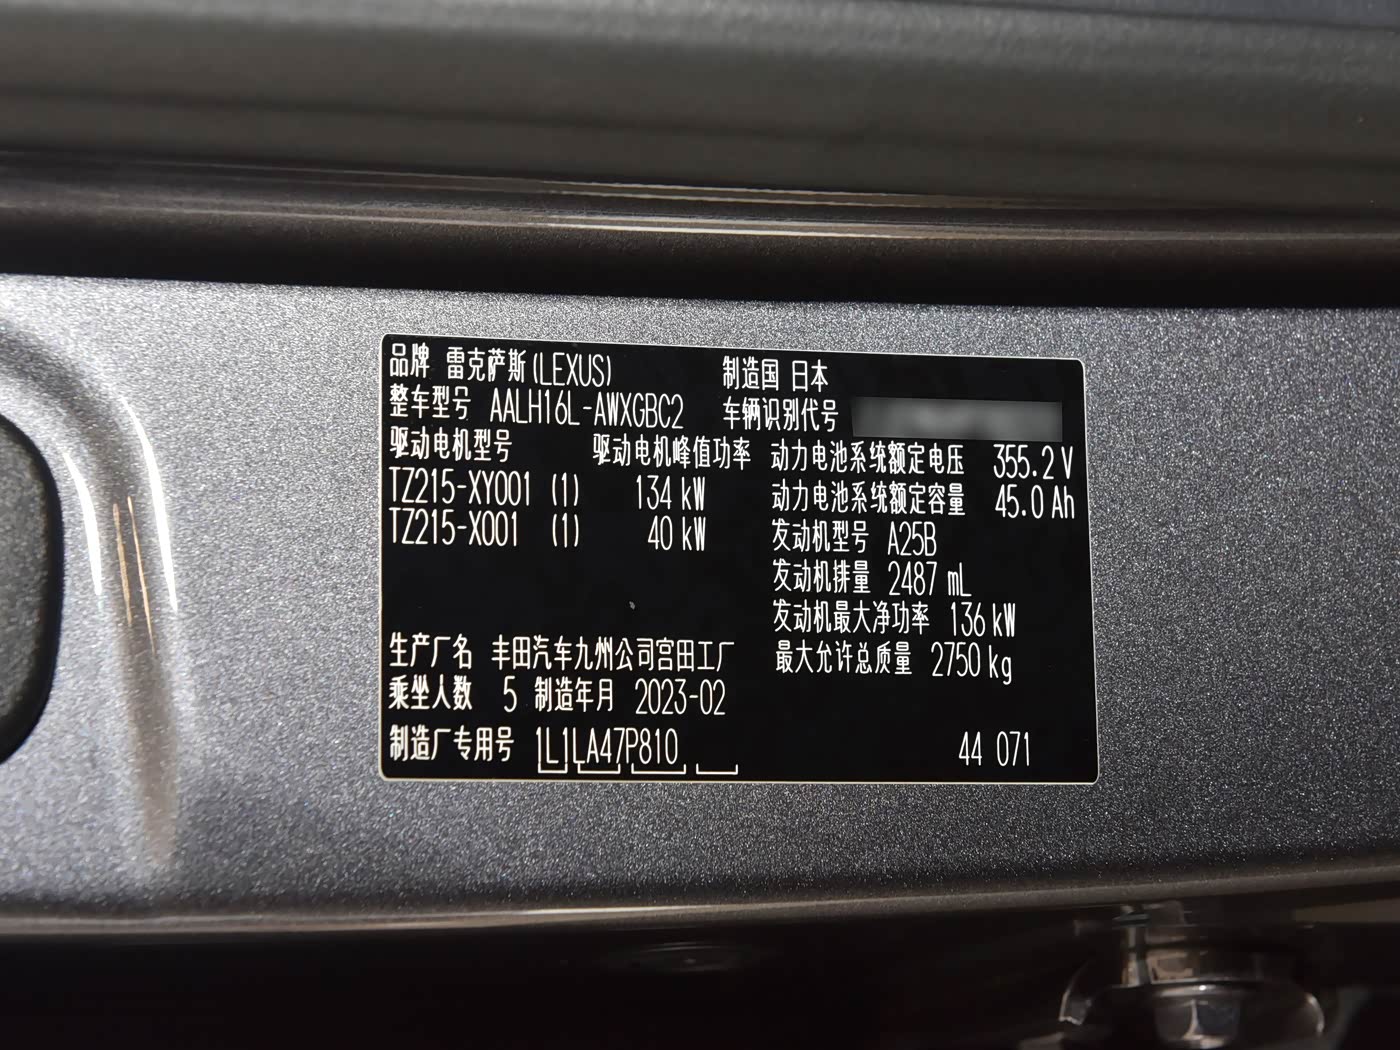 品牌 雷克萨斯(LEXUS) 制造国 日本
整车型号 AALH16L-AWXGBC2 车辆识别代号
驱动电机型号 驱动电机峰值功率 动力电池系统额定电压 355.2 V
TZ215-XY001 (1) 134 kW 动力电池系统额定容量 45.0 Ah
TZ215-X001 (1) 40 kW 发动机型号 A25B
发动机排量 2487 mL
发动机最大净功率 136 kW
生产厂名 丰田汽车九州公司宫田工厂 最大允许总质量 2750 kg
乘坐人数 5 制造年月 2023-02
制造厂专用号 1L1LA47P810 44 071